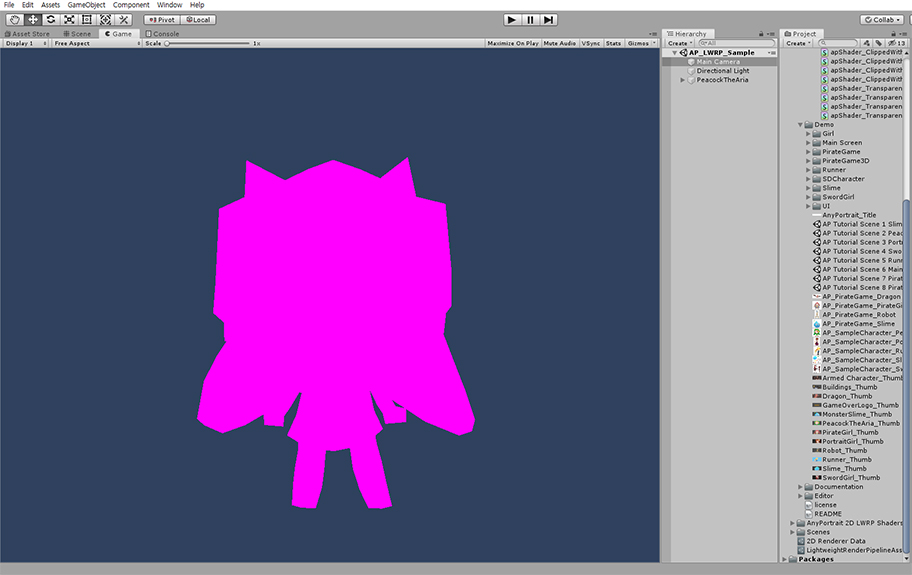 File Edit Assets GameObject Component Window Help
Pivot Local
Collab
Asset Store Scene Game Console
Display 1 Free Aspect Scale 1x Maximize On Play Mute Audio VSync Stats Gizmos
Hierarchy
Create All
AP_LWRP_Sample
Main Camera
Directional Light
PeacockTheAria
Project
Create 13
apShader_ClippedWith
apShader_ClippedWith
apShader_ClippedWith
apShader_ClippedWith
apShader_Transparen
apShader_Transparen
apShader_Transparen
apShader_Transparen
Demo
Girl
Main Screen
PirateGame
PirateGame3D
Runner
SDCharacter
Slime
SwordGirl
UI
AnyPortrait_Title
AP Tutorial Scene 1 Slim
AP Tutorial Scene 2 Peac
AP Tutorial Scene 3 Port
AP Tutorial Scene 4 Swo
AP Tutorial Scene 5 Run
AP Tutorial Scene 6 Main
AP Tutorial Scene 7 Pirat
AP Tutorial Scene 8 Pirat
AP_PirateGame_Dragon
AP_PirateGame_PirateGi
AP_PirateGame_Robot
AP_PirateGame_Slime
AP_SampleCharacter_Pe
AP_SampleCharacter_Po
AP_SampleCharacter_Ru
AP_SampleCharacter_Sl
AP_SampleCharacter_Sw
Armed Character_Thumb
Buildings_Thumb
Dragon_Thumb
GameOverLogo_Thumb
MonsterSlime_Thumb
PeacockTheAria_Thumb
PirateGirl_Thumb
PortraitGirl_Thumb
Robot_Thumb
Runner_Thumb
Slime_Thumb
SwordGirl_Thumb
Documentation
Editor
license
README
AnyPortrait 2D LWRP Shaders
Scenes
2D Renderer Data
LightweightRenderPipelineAss
Packages